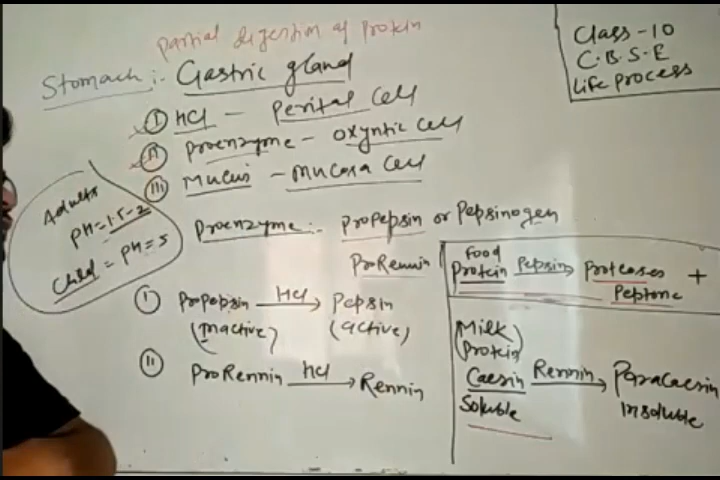 partial digestion of Protein
Class-10
C.B.S.E
Life process
Stomach:- Gastric gland
I HCl - Perital cell
II Proenzyme - oxyntic cell
III Mucus - Mucosa cell
Adults
PH=1.5-2
Child = PH=5
Proenzyme:- Propepsin or Pepsinogen
ProRennin
I Propepsin HCl → Pepsin
(Inactive) (active)
II ProRennin HCl → Rennin
Food
Protein Pepsin → Proteases +
Peptone
(Milk
Protein)
Caesin Rennin → Paracaesin
Soluble Insoluble